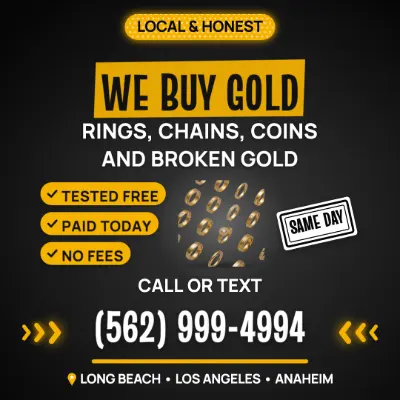 LOCAL & HONEST
WE BUY GOLD
RINGS, CHAINS, COINS
AND BROKEN GOLD
TESTED FREE
PAID TODAY
NO FEES
SAME DAY
CALL OR TEXT
(562) 999-4994
LONG BEACH • LOS ANGELES • ANAHEIM